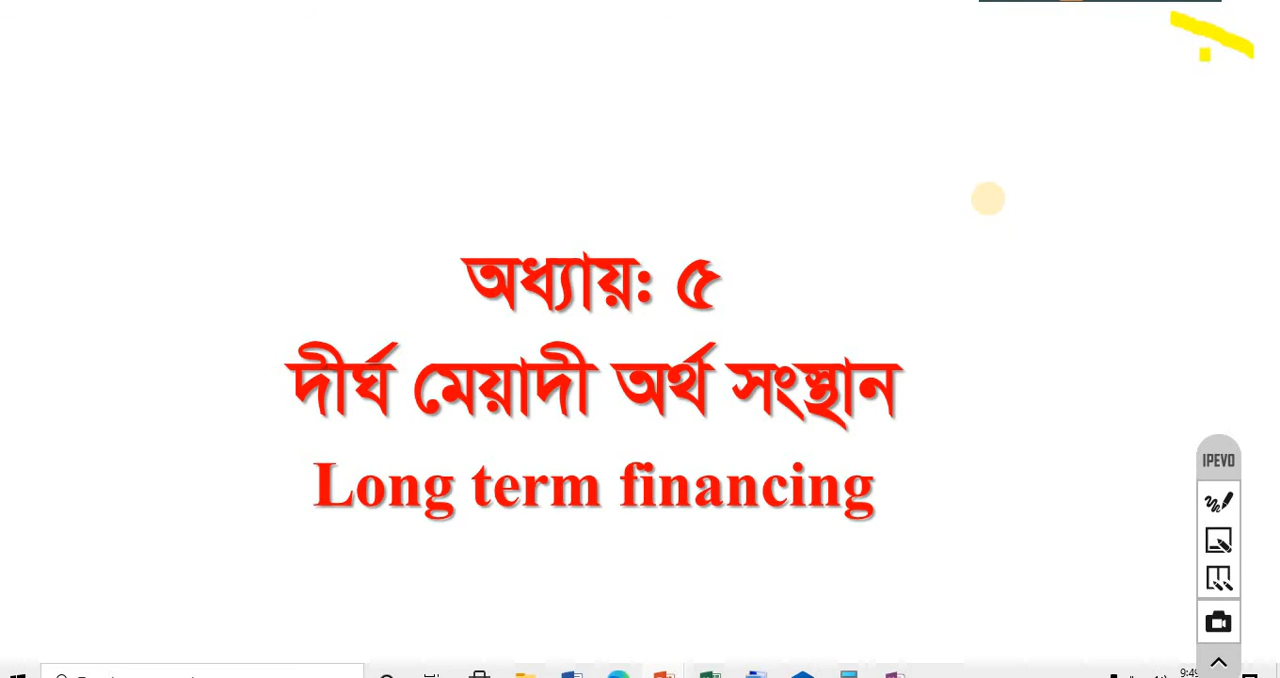 অধ্যায়ঃ ৫
দীর্ঘ মেয়াদী অর্থ সংস্থান
Long term financing
IPEVO